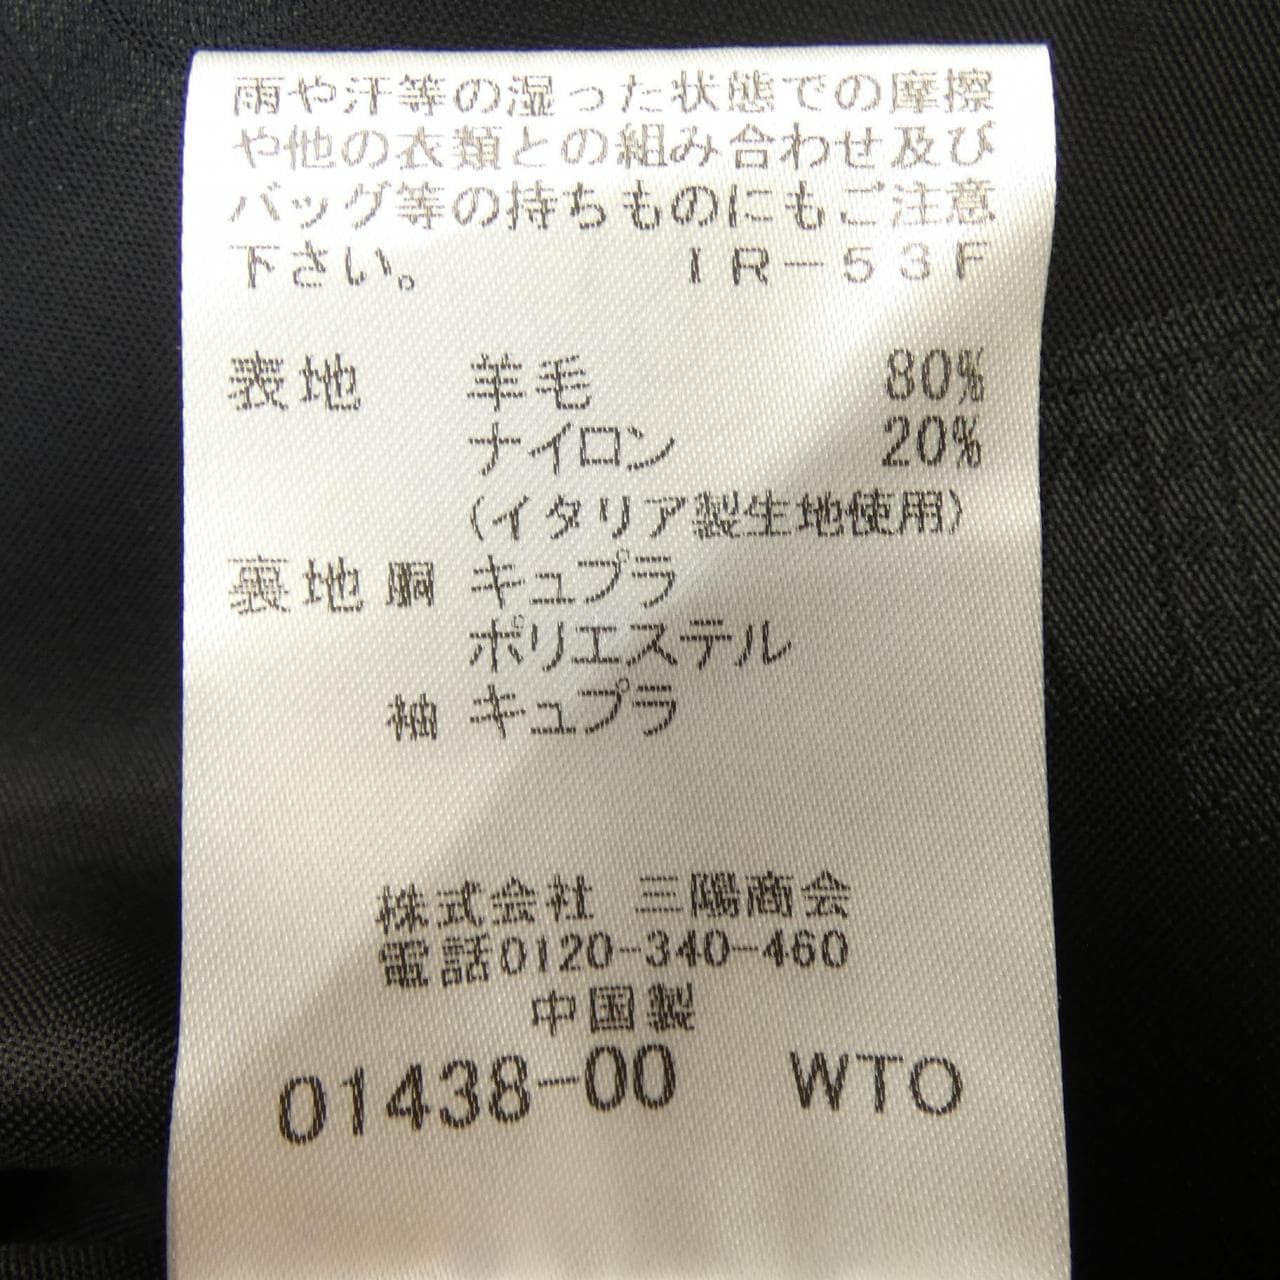 雨や汗等の湿った状態での摩擦
や他の衣類との組み合わせ及び
バッグ等の持ちものにもご注意
下さい。 IR-53F
表地 羊毛 80%
ナイロン 20%
(イタリア製生地使用)
裏地 胴 キュプラ
ポリエステル
袖 キュプラ
株式会社 三陽商会
電話0120-340-460
中国製
01438-00 WTO